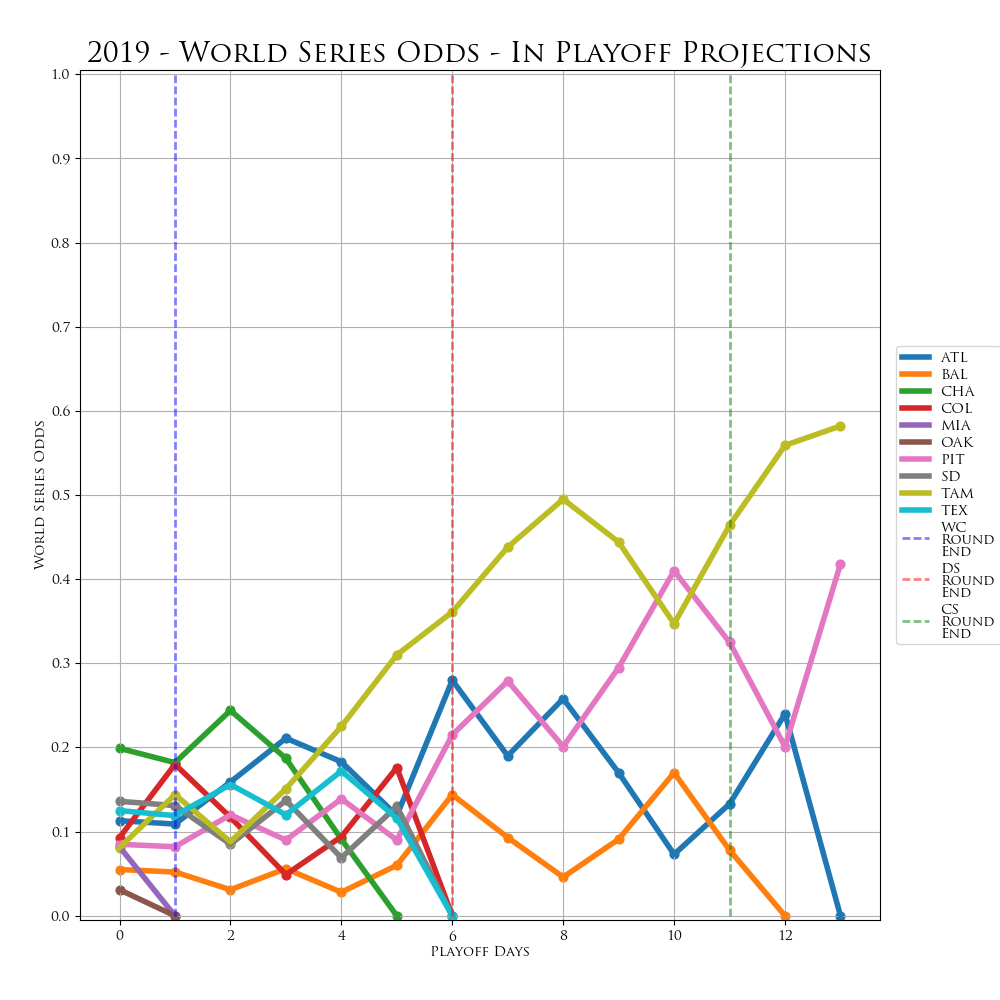 2019 - World Series Odds - In Playoff Projections
World Series Odds
1.0
0.9
0.8
0.7
0.6
0.5
0.4
0.3
0.2
0.1
0.0
0 2 4 6 8 10 12
Playoff Days
ATL
BAL
CHA
COL
MIA
OAK
PIT
SD
TAM
TEX
WC
Round
End
DS
Round
End
CS
Round
End